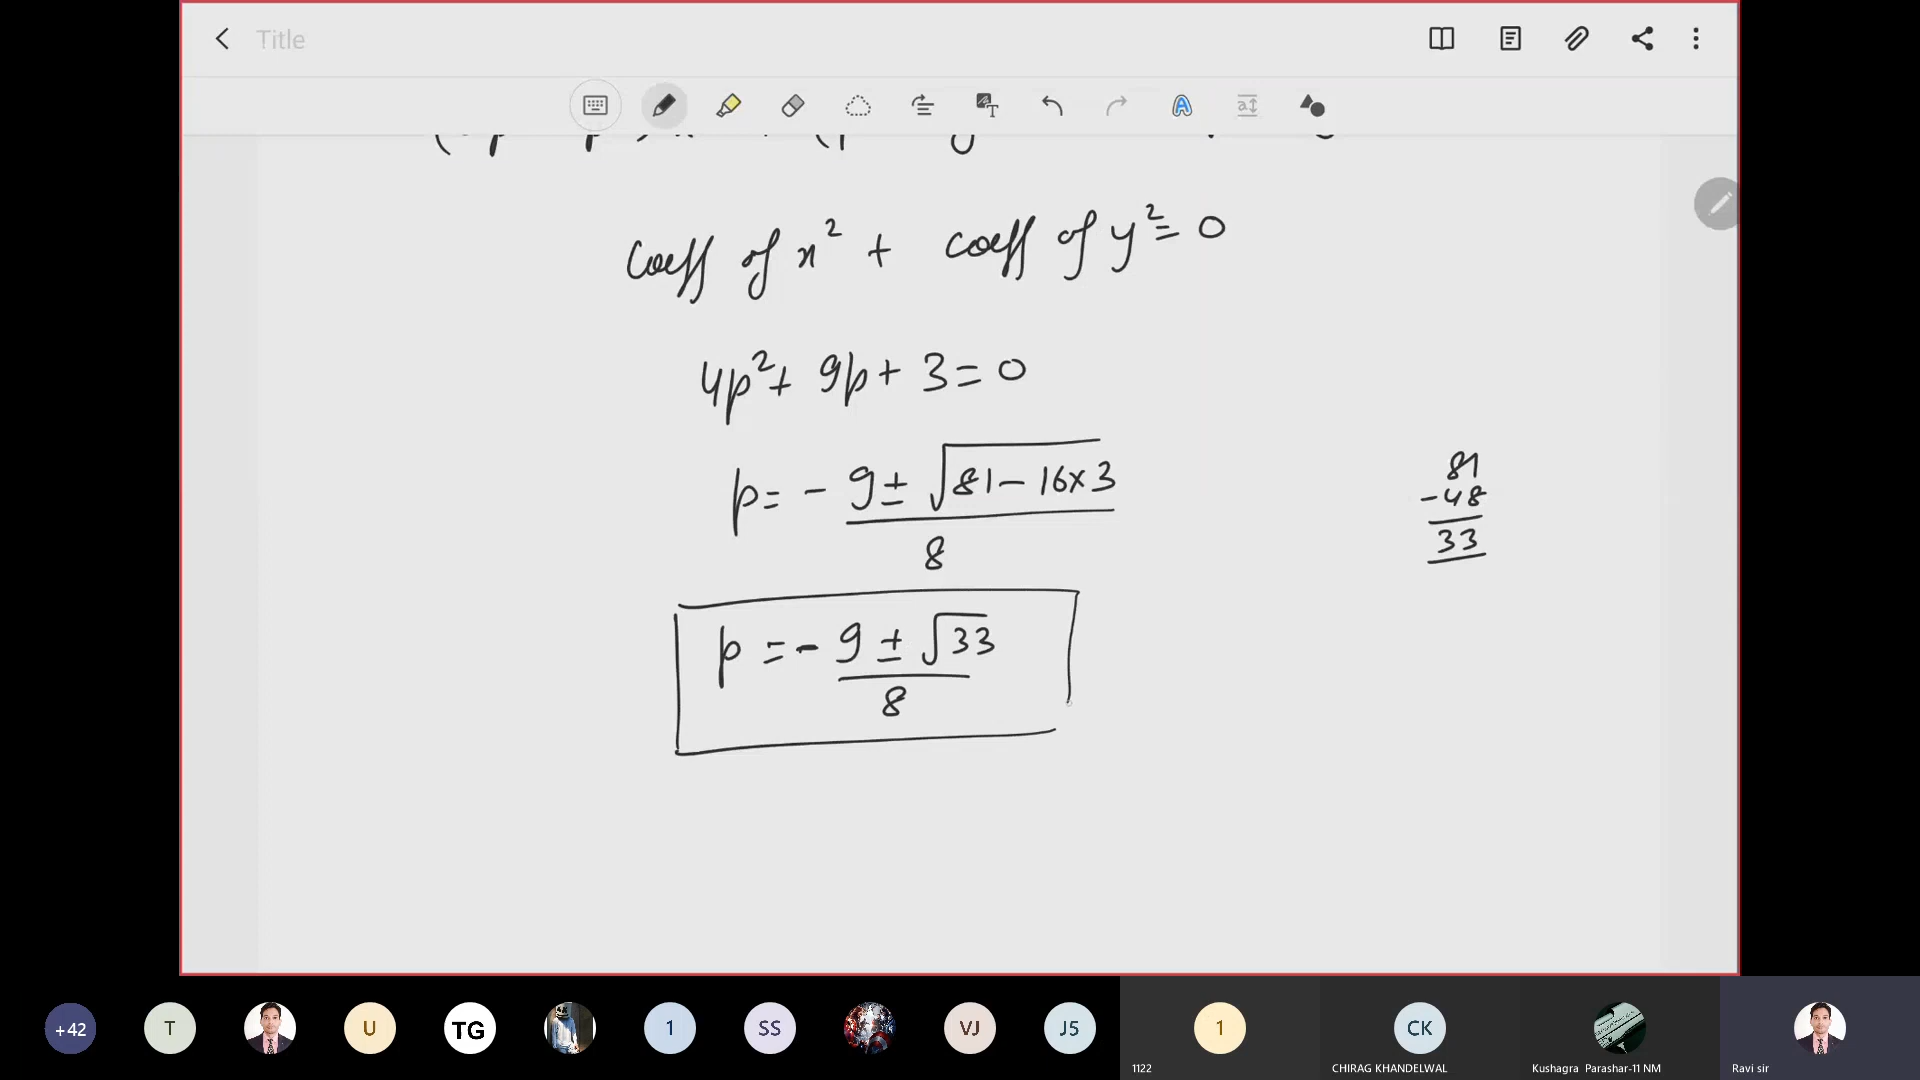 Title
coeff of x² + coeff of y² = 0
4p² + 9p + 3 = 0
p = - 9 ± √81 - 16x3
8
81
-48
33
p = - 9 ± √33
8
+42 T U TG 1 SS VJ J5 1 CK
1122 CHIRAG KHANDELWAL Kushagra Parashar-11 NM Ravi sir